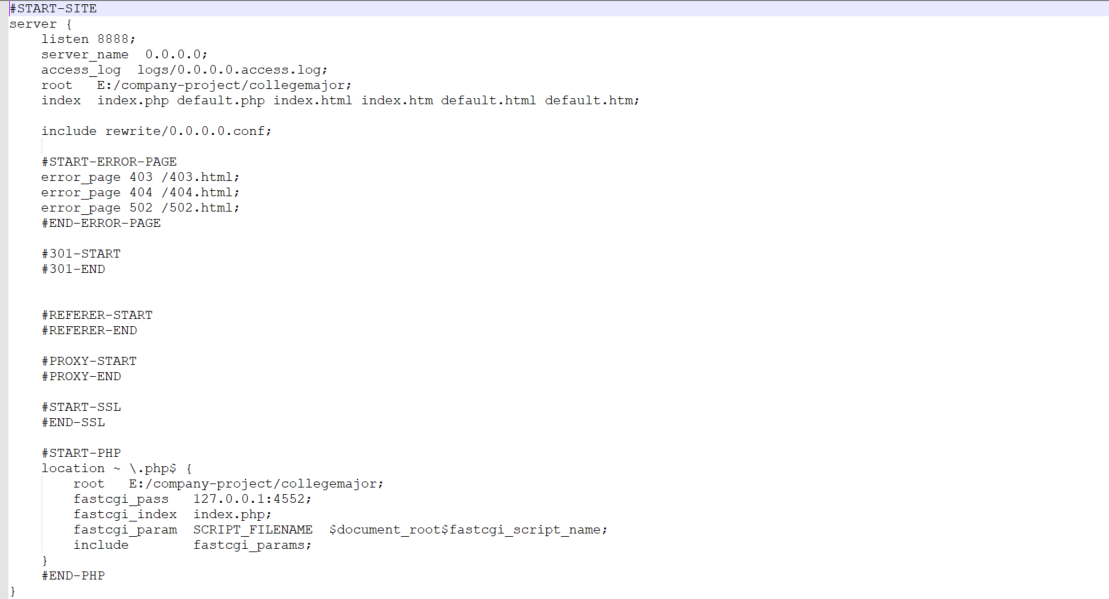 #START-SITE
server {
listen 8888;
server_name  0.0.0.0;
access_log  logs/0.0.0.0.access.log;
root   E:/company-project/collegemajor;
index  index.php default.php index.html index.htm default.html default.htm;
include rewrite/0.0.0.0.conf;
#START-ERROR-PAGE
error_page 403 /403.html;
error_page 404 /404.html;
error_page 502 /502.html;
#END-ERROR-PAGE
#301-START
#301-END
#REFERER-START
#REFERER-END
#PROXY-START
#PROXY-END
#START-SSL
#END-SSL
#START-PHP
location ~ \.php$ {
root   E:/company-project/collegemajor;
fastcgi_pass   127.0.0.1:4552;
fastcgi_index  index.php;
fastcgi_param  SCRIPT_FILENAME  $document_root$fastcgi_script_name;
include        fastcgi_params;
}
#END-PHP
}